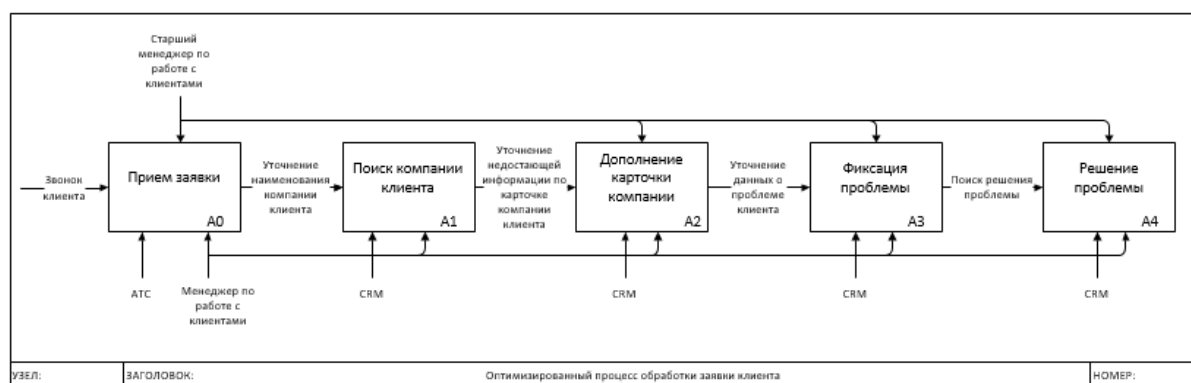 Старший
менеджер по
работе с
клиентами
Звонок
клиента
Прием заявки
A0
Уточнение
наименования
компании
клиента
Поиск компании
клиента
A1
Уточнение
недостающей
информации по
карточке
компании
клиента
Дополнение
карточки
компании
A2
Уточнение
данных о
проблеме
клиента
Фиксация
проблемы
A3
Поиск решения
проблемы
Решение
проблемы
A4
АТС
Менеджер по
работе с
клиентами
CRM
CRM
CRM
CRM
УЗЕЛ:
ЗАГОЛОВОК:
Оптимизированный процесс обработки заявки клиента
НОМЕР: